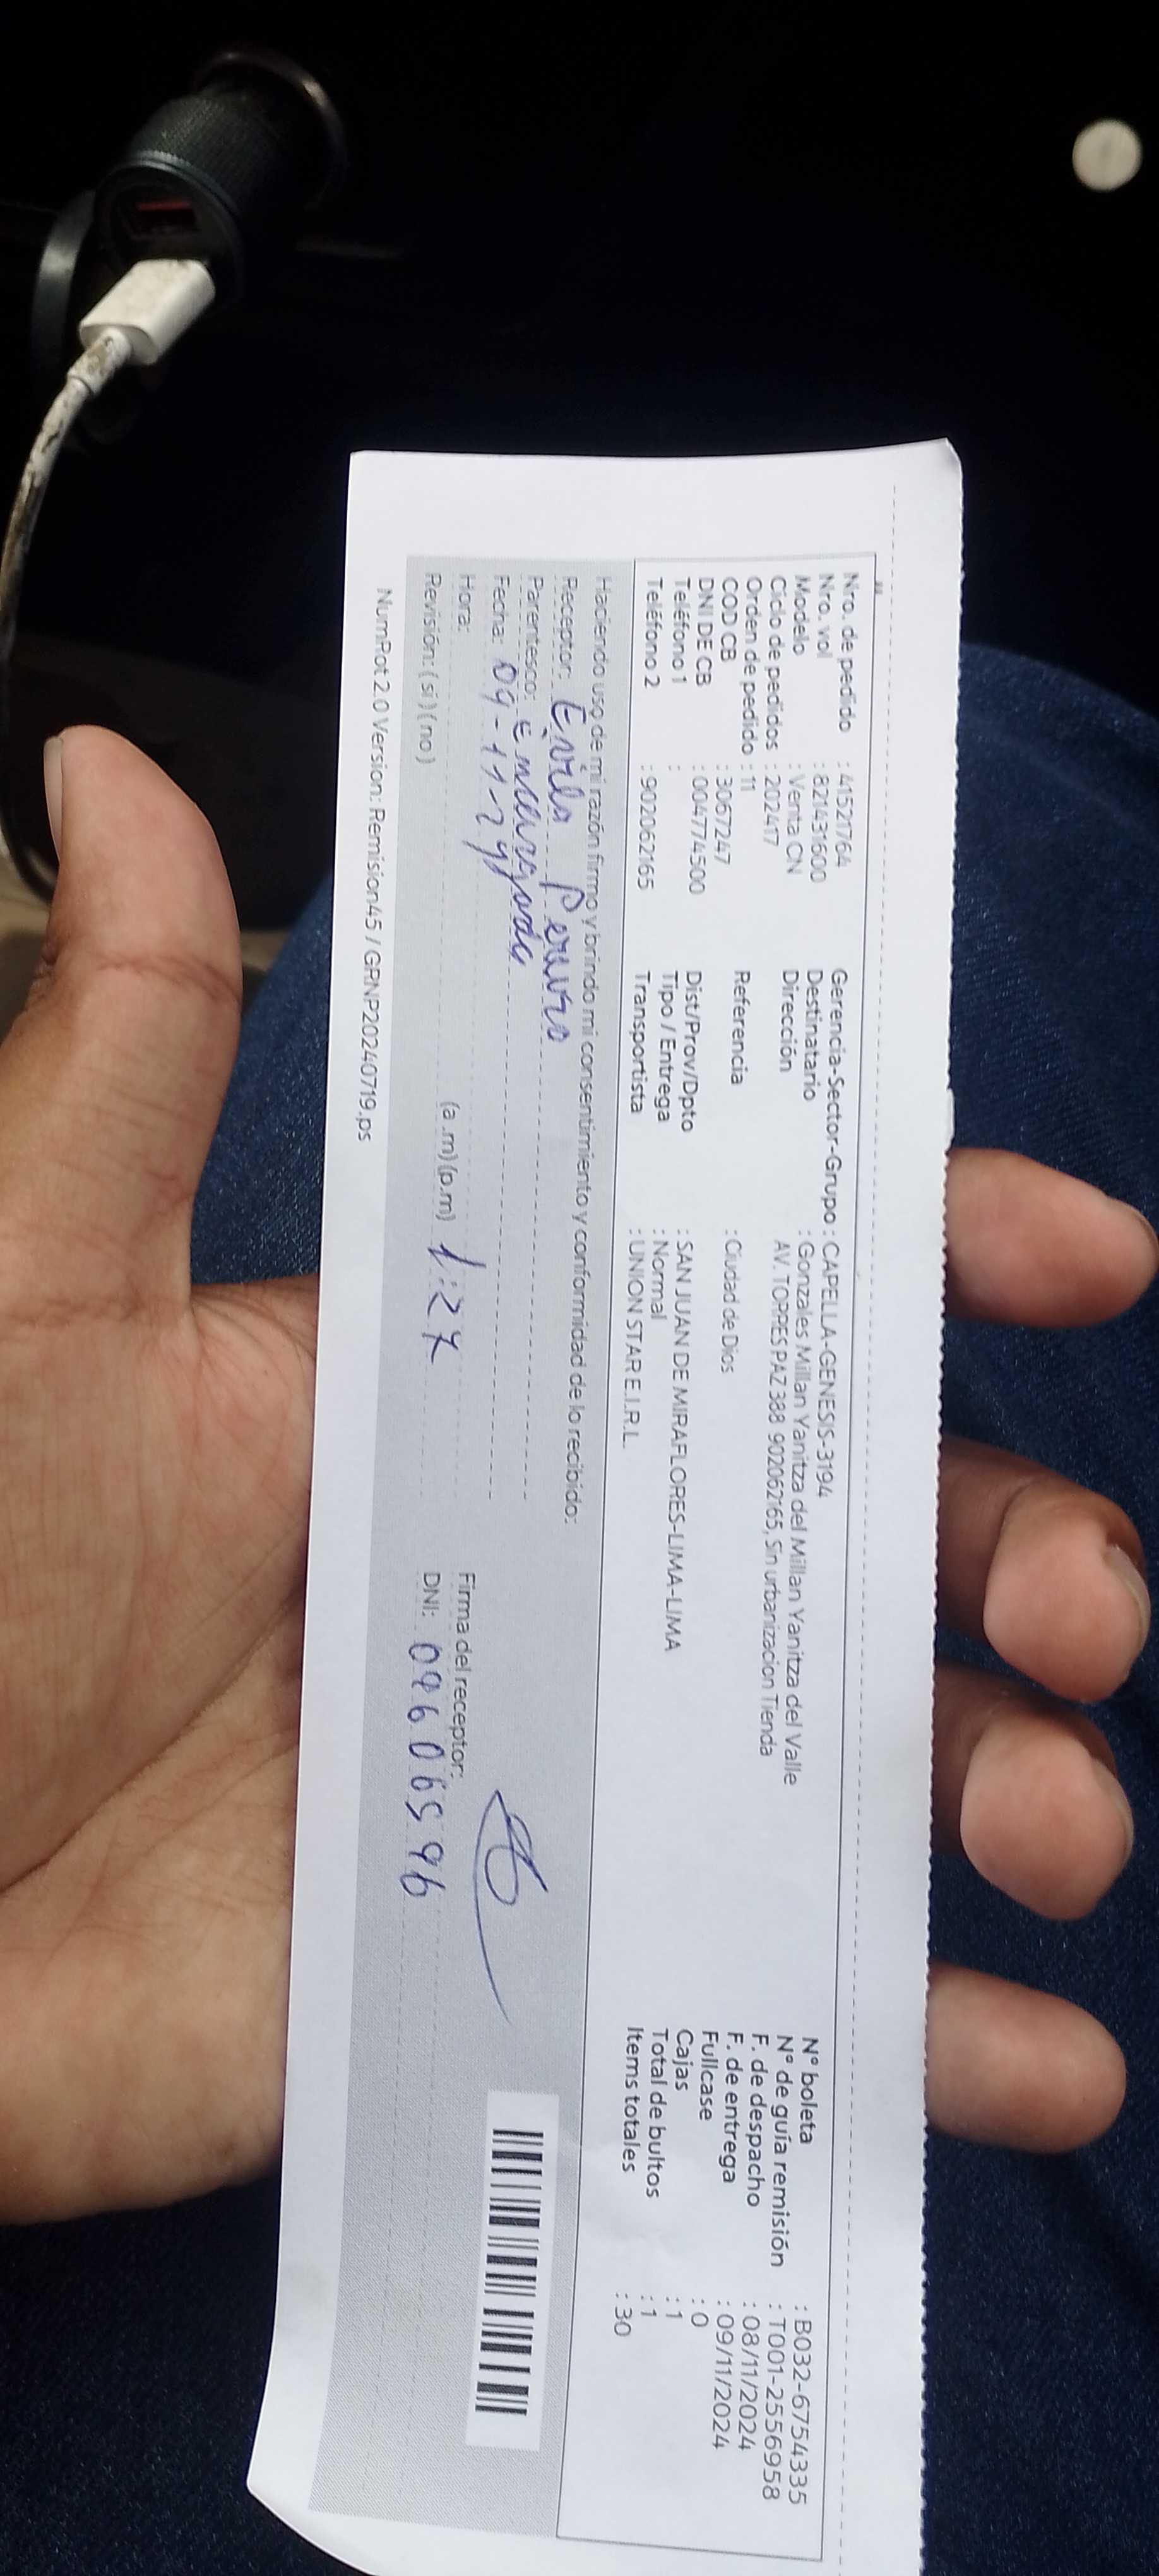 Nro. de pedido : 41521764
Nro. vol : 821431600
Modelo : Venta CN
Ciclo de pedidos : 202417
Orden de pedido : 11
COD CB : 3067247
DNI DE CB : 004774500
Teléfono 1 :
Teléfono 2 : 902062165
Gerencia-Sector-Grupo : CAPELLA-GENESIS-3194
Destinatario : Gonzales Millan Yanitza del Millan Yanitza del Valle
Dirección AV. TORRES PAZ 388 902062165, Sin urbanizacion Tienda
Referencia : Ciudad de Dios
Dist/Prov/Dpto : SAN JUAN DE MIRAFLORES-LIMA-LIMA
Tipo / Entrega : Normal
Transportista : UNION STAR E.I.R.L.
N° boleta : B032-6754335
N° de guía remisión : T001-2556958
F. de despacho : 08/11/2024
F. de entrega : 09/11/2024
Fullcase : 0
Cajas : 1
Total de bultos : 1
Items totales : 30
Haciendo uso de mi razón firmo y brindo mi consentimiento y conformidad de lo recibido:
Receptor:
Parentesco: Encargada
Fecha: 09-11-24
Hora: (a.m) (p.m) 1:27
Revisión: ( si ) ( no )
Firma del receptor:
DNI: 09606596
NumRot 2.0 Version: Remision45 / GRNP20240719.ps